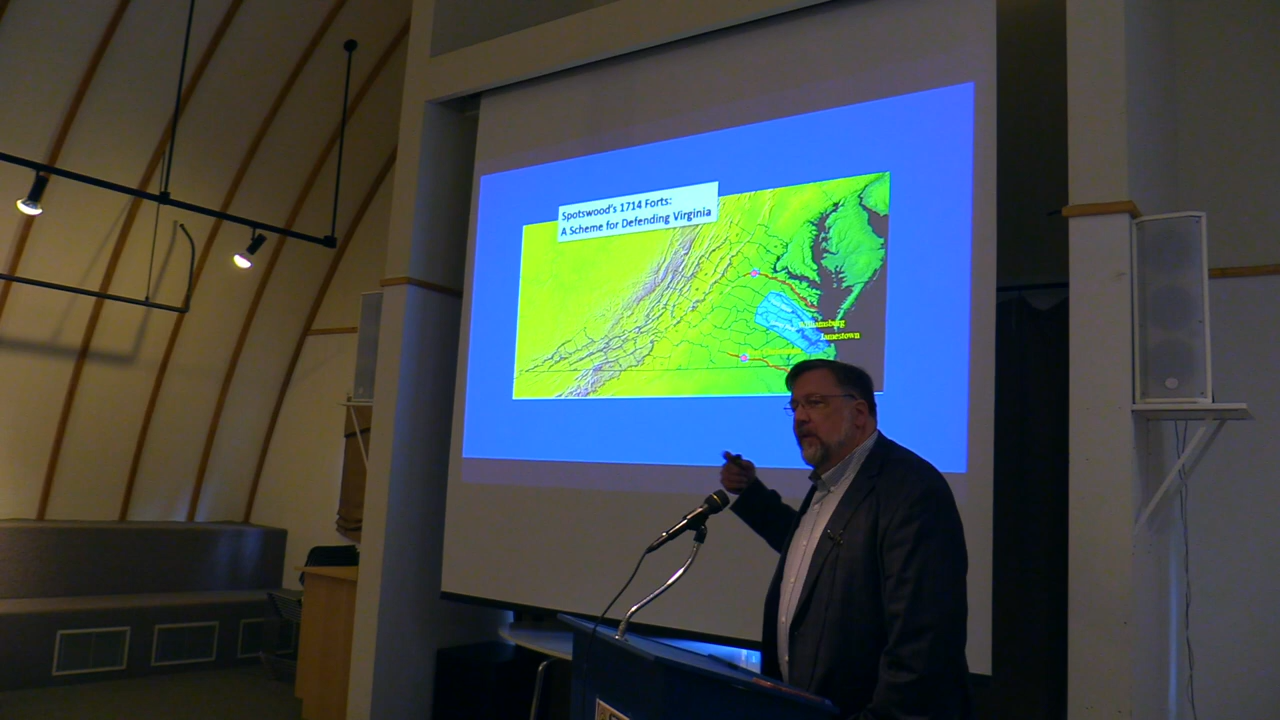 Spotswood's 1714 Forts:
A Scheme for Defending Virginia
Williamsburg
Jamestown